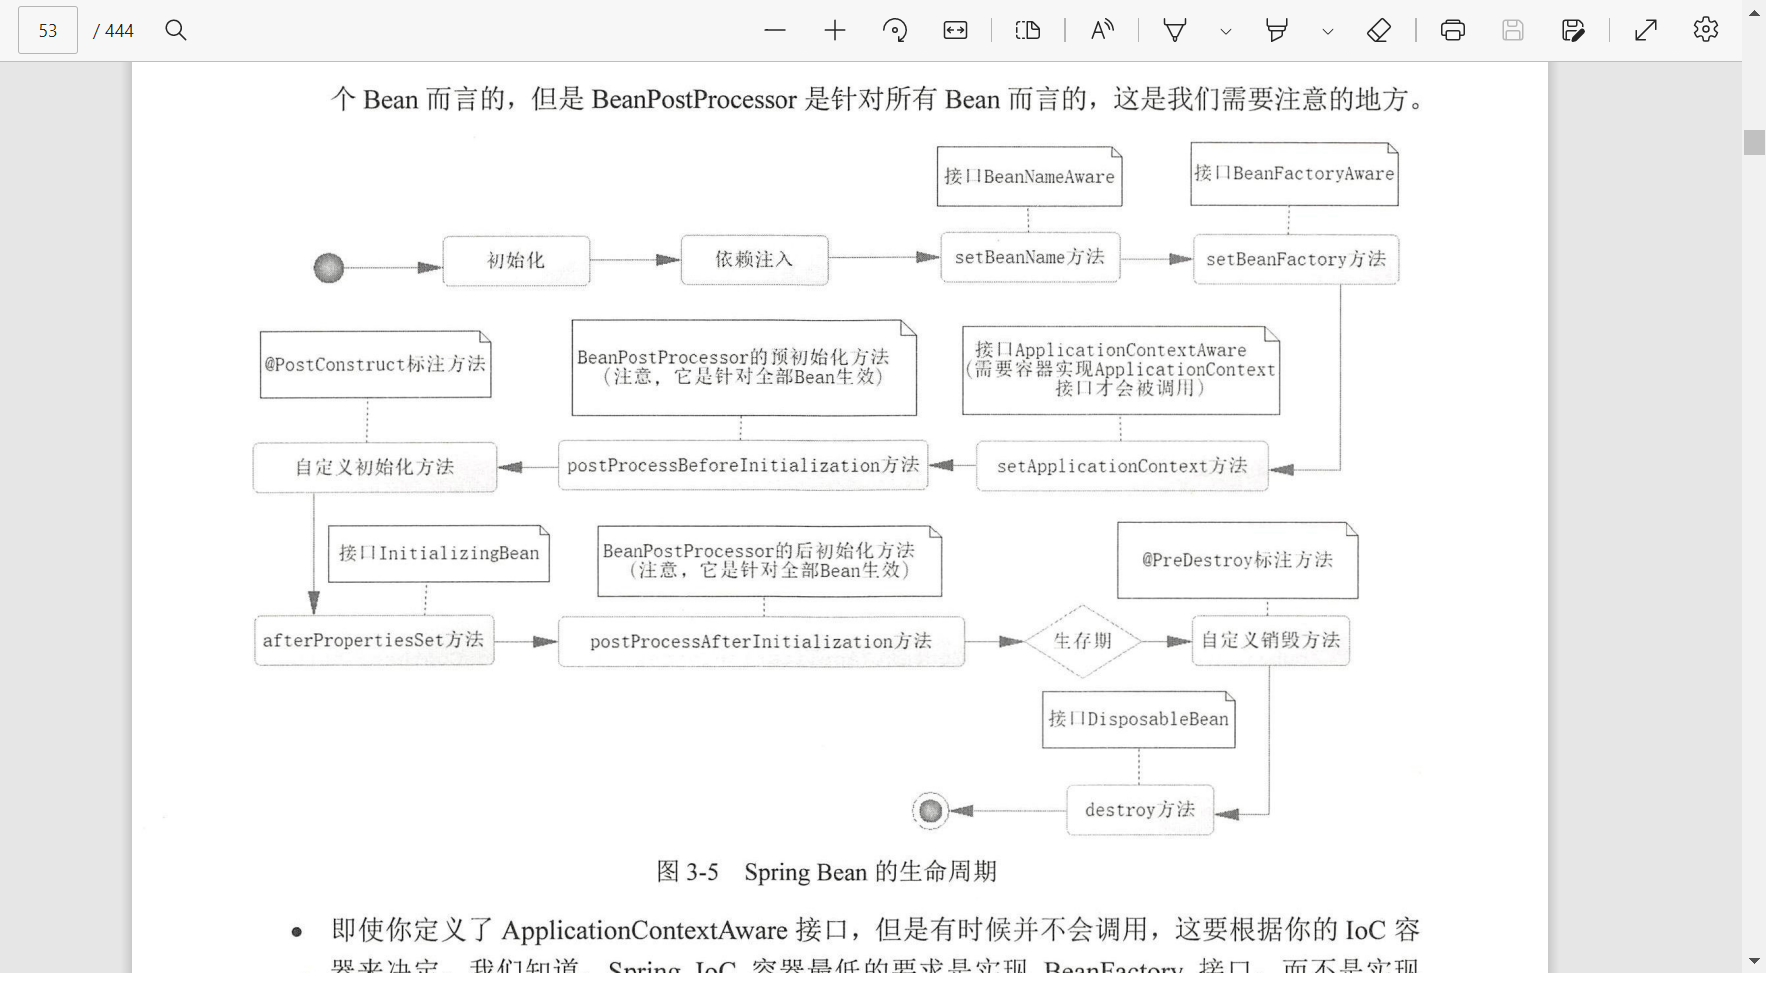 53
/ 444
个 Bean 而言的，但是 BeanPostProcessor 是针对所有 Bean 而言的，这是我们需要注意的地方。
接口BeanNameAware
接口BeanFactoryAware
初始化
依赖注入
setBeanName方法
setBeanFactory方法
@PostConstruct标注方法
BeanPostProcessor的预初始化方法
（注意，它是针对全部Bean生效）
接口ApplicationContextAware
(需要容器实现ApplicationContext
接口才会被调用)
自定义初始化方法
postProcessBeforeInitialization方法
setApplicationContext方法
接口InitializingBean
BeanPostProcessor的后初始化方法
（注意，它是针对全部Bean生效）
@PreDestroy标注方法
afterPropertiesSet方法
postProcessAfterInitialization方法
生存期
自定义销毁方法
接口DisposableBean
destroy方法
图 3-5 Spring Bean 的生命周期
● 即使你定义了 ApplicationContextAware 接口，但是有时候并不会调用，这要根据你的 IoC 容
器来决定。我们知道，Spring IoC 容器最低的要求是实现 BeanFactory 接口，而不是实现